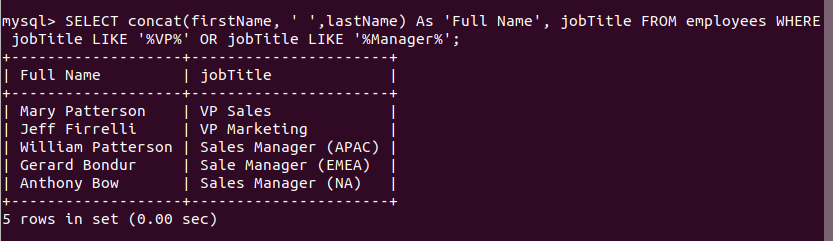 mysql> SELECT concat(firstName, ' ',lastName) As 'Full Name', jobTitle FROM employees WHERE
 jobTitle LIKE '%VP%' OR jobTitle LIKE '%Manager%';
+-------------------+----------------------+
| Full Name         | jobTitle             |
+-------------------+----------------------+
| Mary Patterson    | VP Sales             |
| Jeff Firrelli     | VP Marketing         |
| William Patterson | Sales Manager (APAC) |
| Gerard Bondur     | Sale Manager (EMEA)  |
| Anthony Bow       | Sales Manager (NA)   |
+-------------------+----------------------+
5 rows in set (0.00 sec)